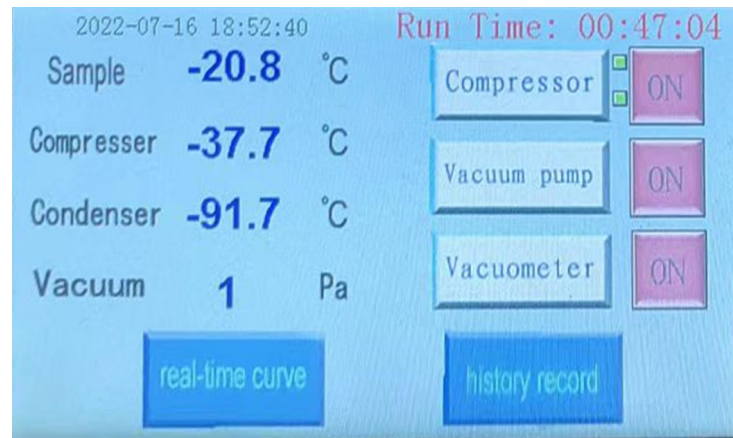 2022-07-16 18:52:40 Run Time: 00:47:04
Sample -20.8 °C Compressor ON
Compresser -37.7 °C
Vacuum pump ON
Condenser -91.7 °C
Vacuometer ON
Vacuum 1 Pa
real-time curve history record